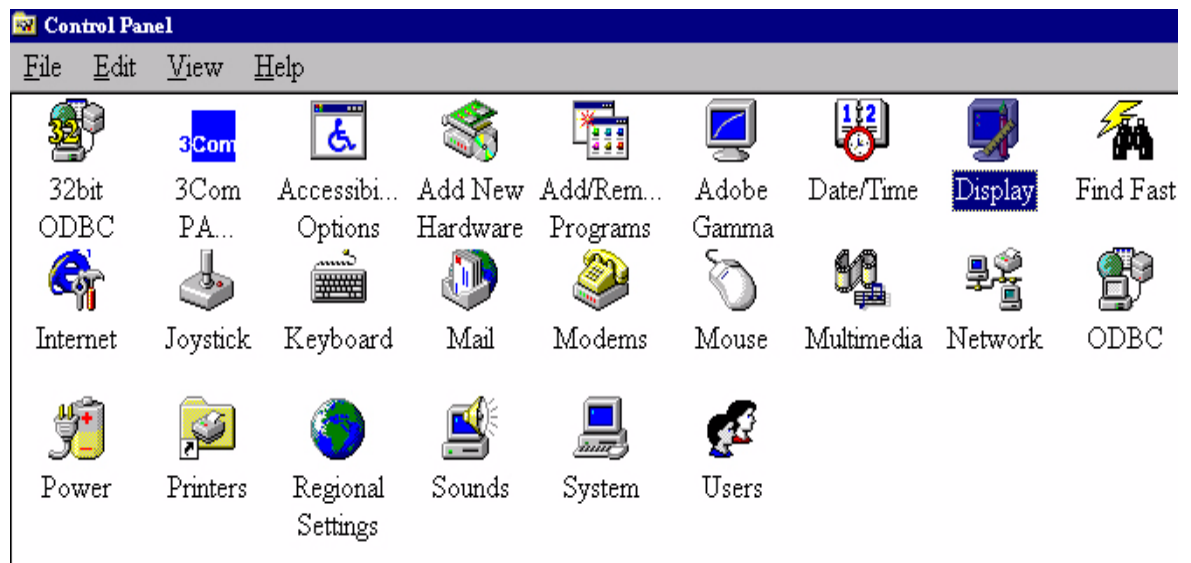 Control Panel
File Edit View Help
32
3Com
1 2
32bit ODBC
3Com PA...
Accessibi... Options
Add New Hardware
Add/Rem... Programs
Adobe Gamma
Date/Time
Display
Find Fast
Internet
Joystick
Keyboard
Mail
Modems
Mouse
Multimedia
Network
ODBC
Power
Printers
Regional Settings
Sounds
System
Users